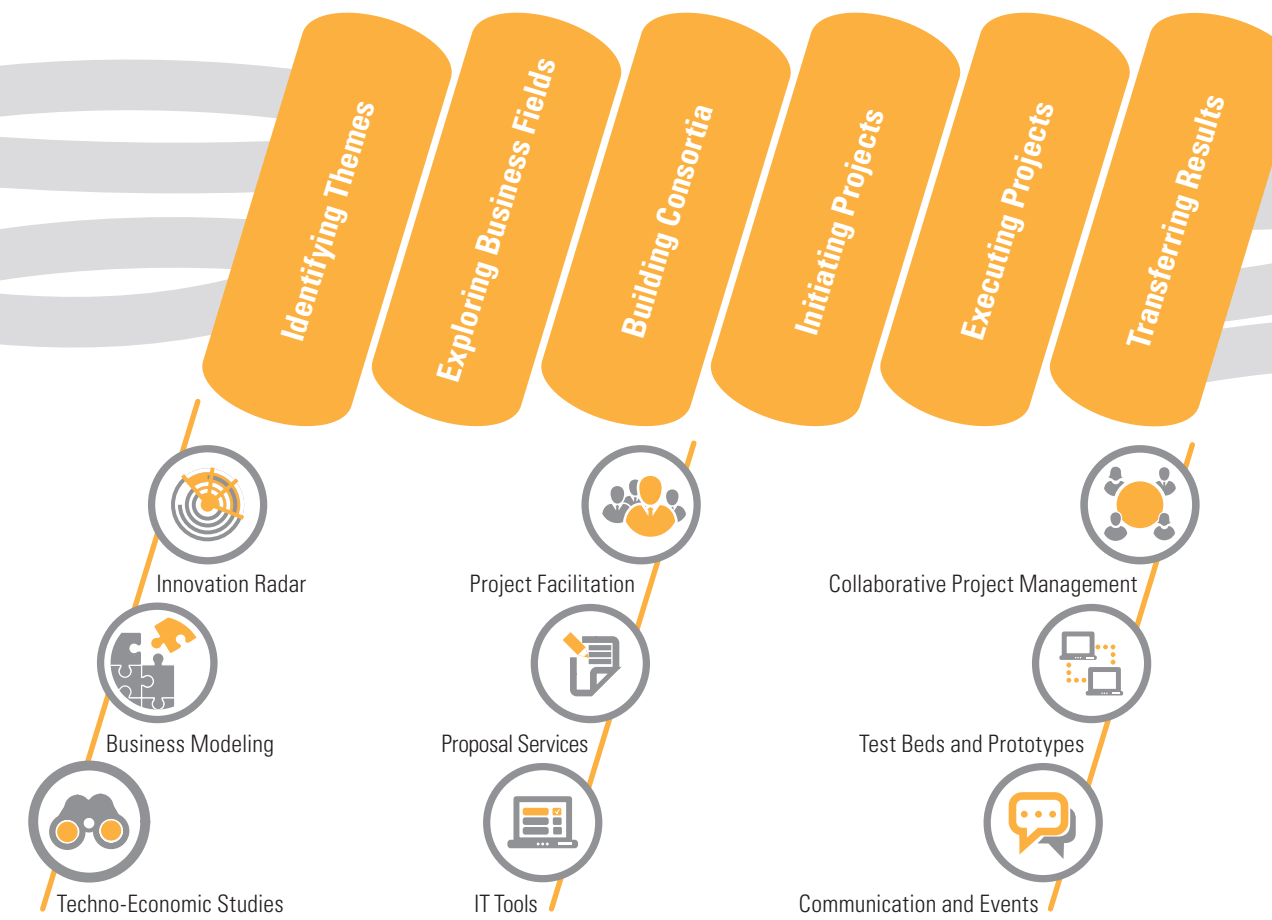 Identifying Themes
Exploring Business Fields
Building Consortia
Initiating Projects
Executing Projects
Transferring Results
Innovation Radar
Project Facilitation
Collaborative Project Management
Business Modeling
Proposal Services
Test Beds and Prototypes
Techno-Economic Studies
IT Tools
Communication and Events